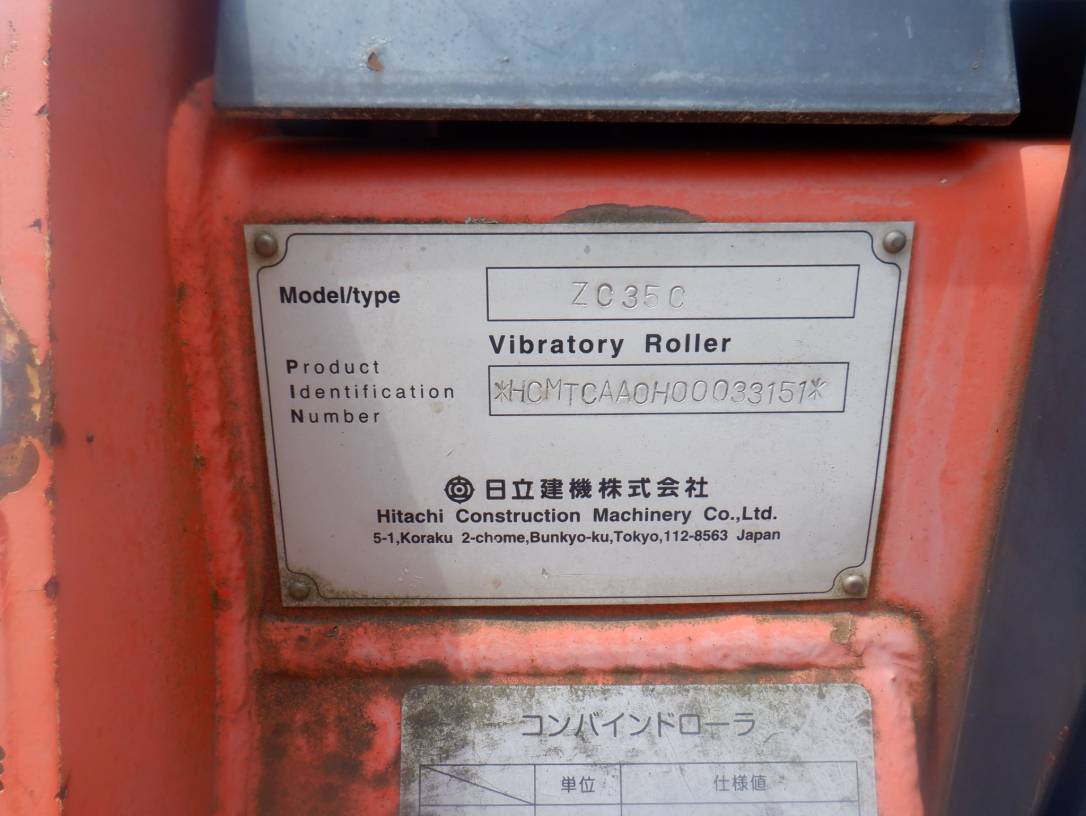 Model/type ZC35C
Vibratory Roller
Product
Identification *HCMTCAA0H00033151*
Number
日立建機株式会社
Hitachi Construction Machinery Co.,Ltd.
5-1,Koraku 2-chome,Bunkyo-ku,Tokyo,112-8563 Japan
コンバインドローラ
単位 仕様値